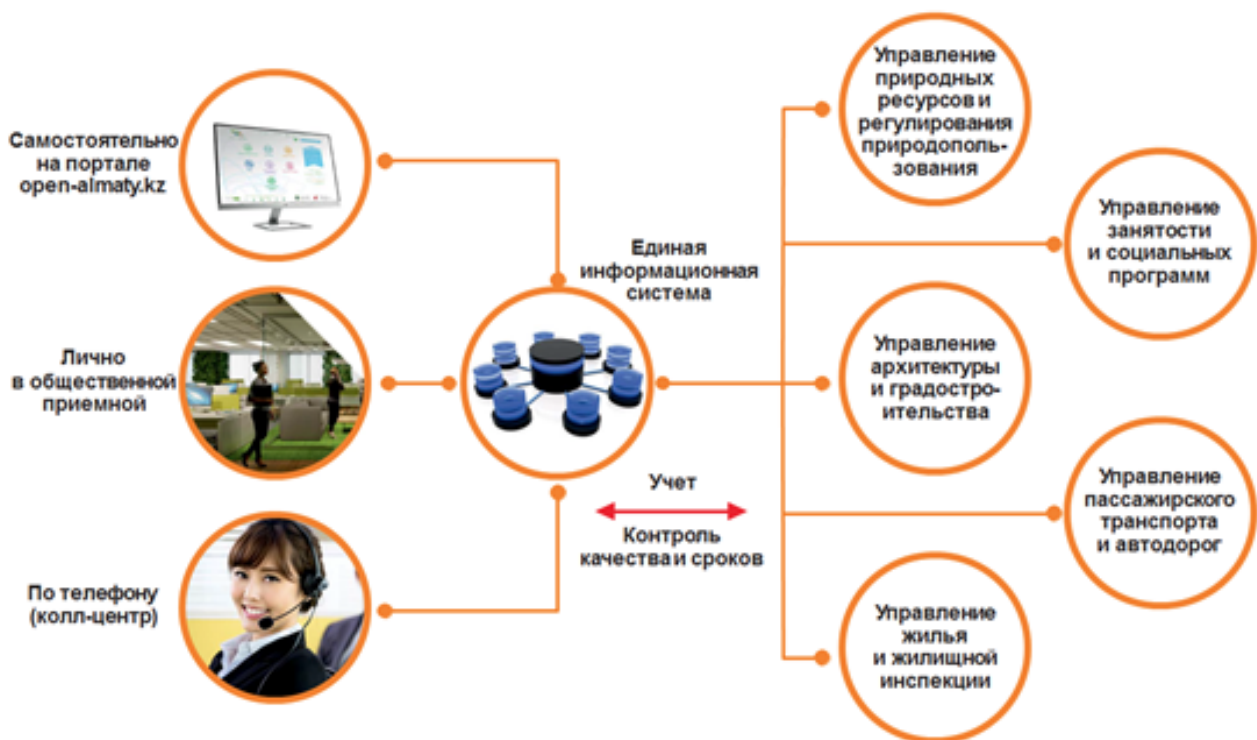 Самостоятельно
на портале
open-almaty.kz
Лично
в общественной
приемной
По телефону
(колл-центр)
Единая
информационная
система
Учет
Контроль
качества и сроков
Управление
природных
ресурсов и
регулирования
природополь-
зования
Управление
занятости
и социальных
программ
Управление
архитектуры
и градостро-
ительства
Управление
пассажирского
транспорта
и автодорог
Управление
жилья
и жилищной
инспекции